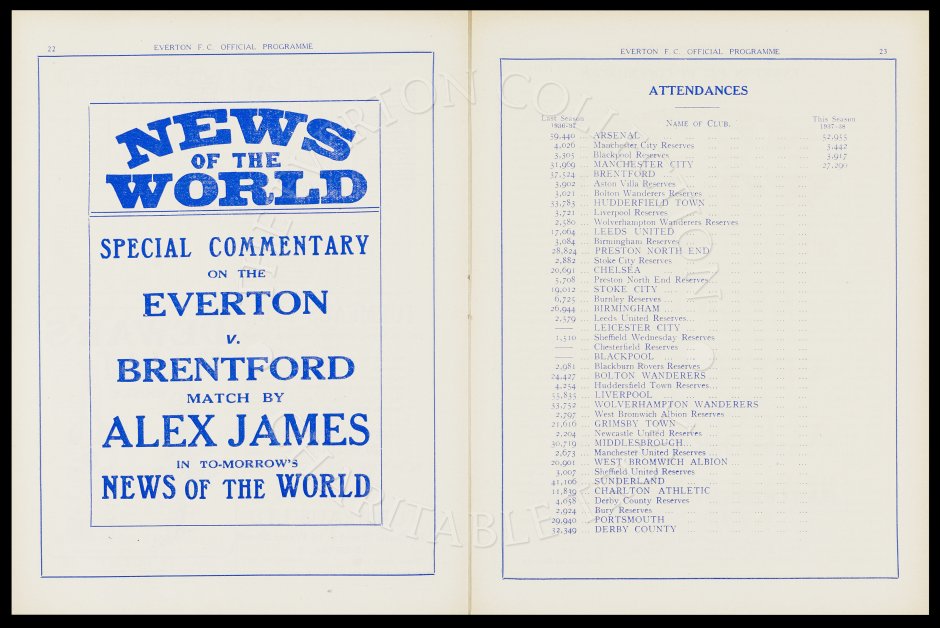 22
EVERTON F. C. OFFICIAL PROGRAMME
NEWS
OF THE
WORLD
SPECIAL COMMENTARY
ON THE
EVERTON
v.
BRENTFORD
MATCH BY
ALEX JAMES
IN TO-MORROW'S
NEWS OF THE WORLD
EVERTON F.C. OFFICIAL PROGRAMME
23
ATTENDANCES
Last Season This Season
1936-37 NAME OF CLUB. 1937-38
59,440 ... ARSENAL ... 52,955
4,026 ... Manchester City Reserves ... 3,442
3,305 ... Blackpool Reserves ... 3,917
31,969 ... MANCHESTER CITY ... 27,290
37,524 ... BRENTFORD ...
3,902 ... Aston Villa Reserves ...
3,021 ... Bolton Wanderers Reserves ...
33,783 ... HUDDERFIELD TOWN ...
3,721 ... Liverpool Reserves ...
2,580 ... Wolverhampton Wanderers Reserves ...
17,064 ... LEEDS UNITED ...
3,084 ... Birmingham Reserves ...
28,824 ... PRESTON NORTH END ...
2,882 ... Stoke City Reserves ...
20,691 ... CHELSEA ...
5,708 ... Preston North End Reserves...
19,012 ... STOKE CITY ...
6,725 ... Burnley Reserves ...
26,944 ... BIRMINGHAM ...
2,579 ... Leeds United Reserves...
—— ... LEICESTER CITY ...
1,510 ... Sheffield Wednesday Reserves
—— ... Chesterfield Reserves ...
—— ... BLACKPOOL ...
2,981 ... Blackburn Rovers Reserves ...
24,427 ... BOLTON WANDERERS ...
4,254 ... Huddersfield Town Reserves...
55,835 ... LIVERPOOL ...
33,752 ... WOLVERHAMPTON WANDERERS
2,797 ... West Bromwich Albion Reserves
21,616 ... GRIMSBY TOWN ...
2,204 ... Newcastle United Reserves ...
30,719 ... MIDDLESBROUGH...
2,673 ... Manchester United Reserves ...
20,901 ... WEST BROMWICH ALBION
3,007 ... Sheffield United Reserves
41,106 ... SUNDERLAND
11,839 ... CHARLTON ATHLETIC
4,058 ... Derby County Reserves
2,924 ... Bury Reserves ...
29,940 ... PORTSMOUTH ...
32,349 ... DERBY COUNTY ...
THE EVERTON COLLECTION CHARITABLE